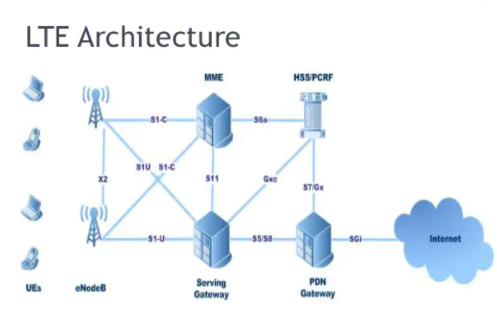 LTE Architecture
MME
HSS/PCRF
S1-C
S6a
S1U
S1-C
X2
S11
Gxc
S7/Gx
S1-U
S5/S8
SGi
Internet
UEs
eNodeB
Serving
Gateway
PDN
Gateway